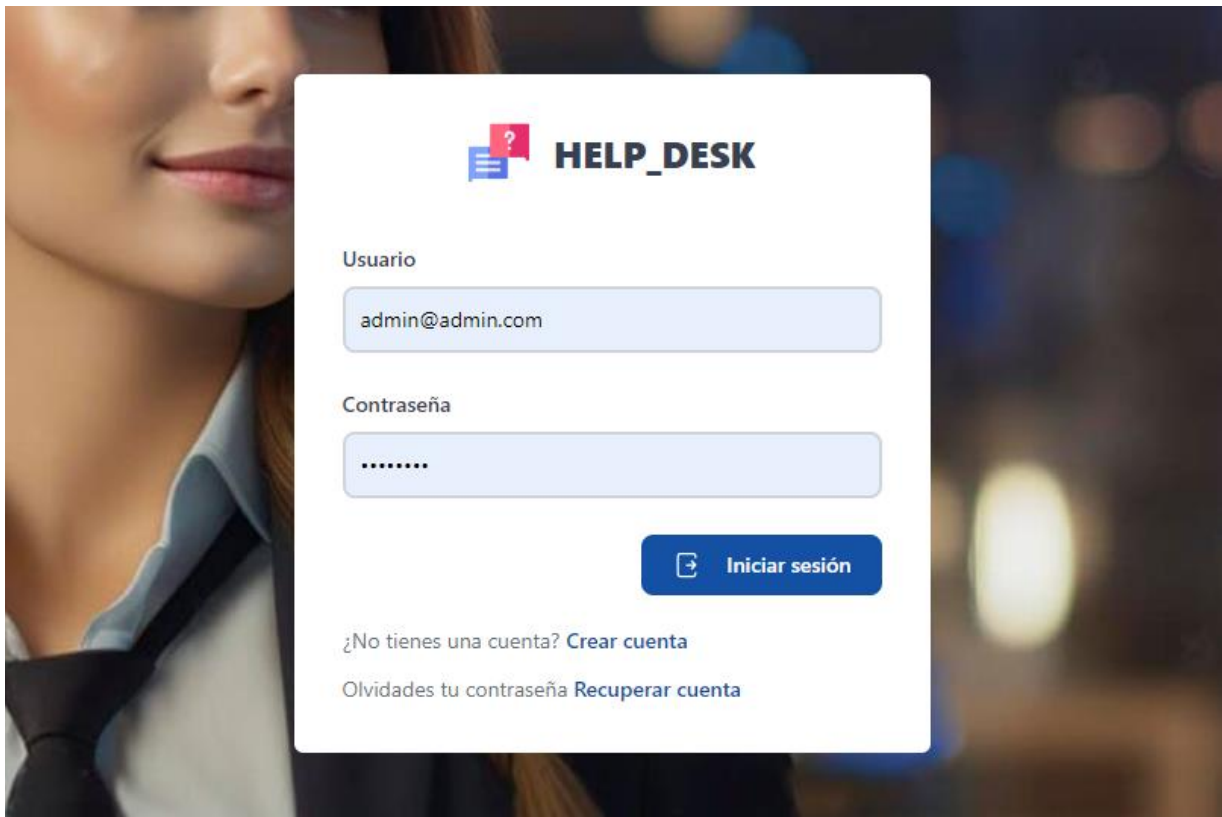 ?
HELP_DESK
Usuario
admin@admin.com
Contraseña
••••••••
Iniciar sesión
¿No tienes una cuenta? Crear cuenta
Olvidades tu contraseña Recuperar cuenta